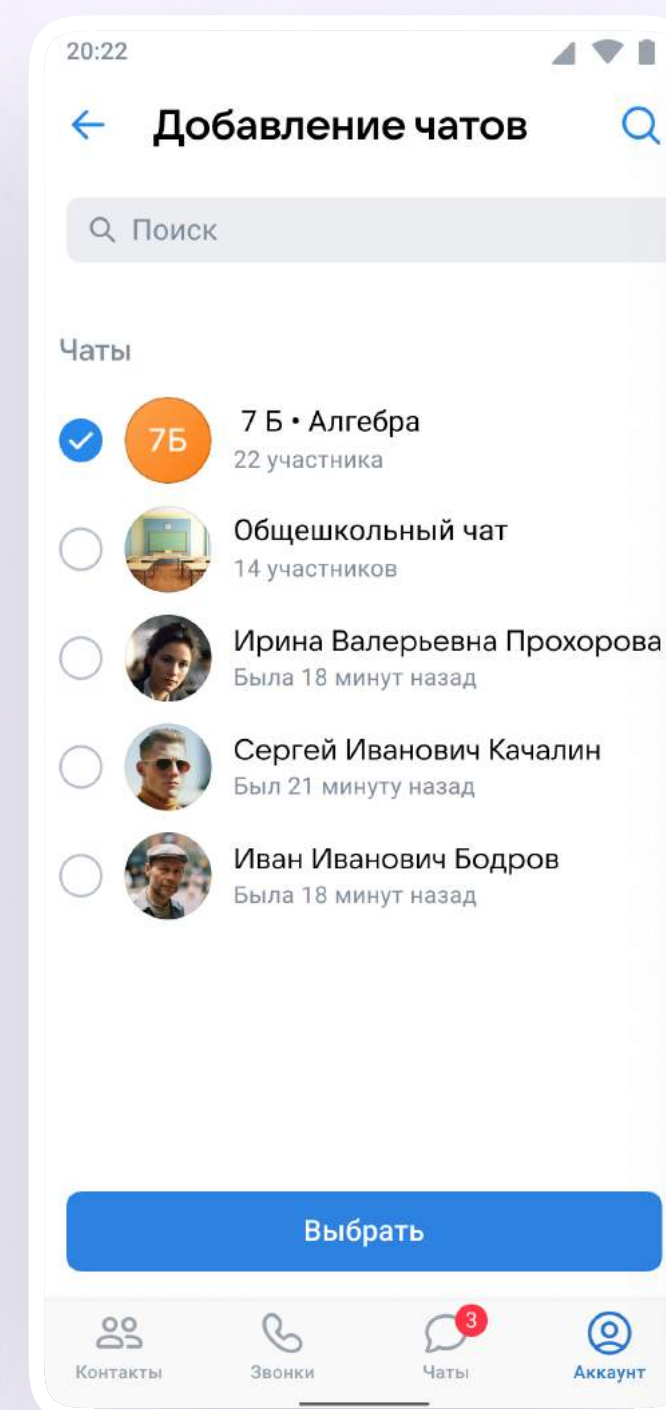 20:22
Добавление чатов
Поиск
Чаты
7Б
7 Б • Алгебра
22 участника
Общешкольный чат
14 участников
Ирина Валерьевна Прохорова
Была 18 минут назад
Сергей Иванович Качалин
Был 21 минуту назад
Иван Иванович Бодров
Была 18 минут назад
Выбрать
3
Контакты
Звонки
Чаты
Аккаунт